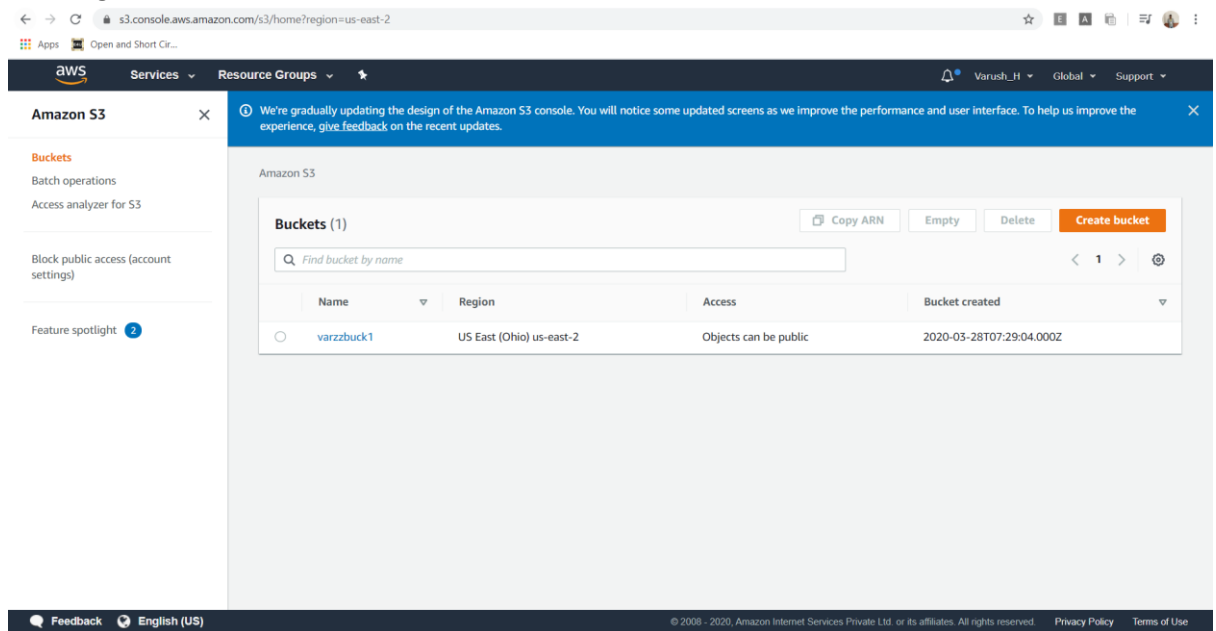 s3.console.aws.amazon.com/s3/home?region=us-east-2
Apps Open and Short Cir...
aws Services Resource Groups Varush_H Global Support
Amazon S3
We're gradually updating the design of the Amazon S3 console. You will notice some updated screens as we improve the performance and user interface. To help us improve the
experience, give feedback on the recent updates.
Buckets
Batch operations
Access analyzer for S3
Block public access (account
settings)
Feature spotlight 2
Amazon S3
Buckets (1) Copy ARN Empty Delete Create bucket
Find bucket by name 1
Name Region Access Bucket created
varzzbuck1 US East (Ohio) us-east-2 Objects can be public 2020-03-28T07:29:04.000Z
Feedback English (US) © 2008 - 2020, Amazon Internet Services Private Ltd. or its affiliates. All rights reserved. Privacy Policy Terms of Use